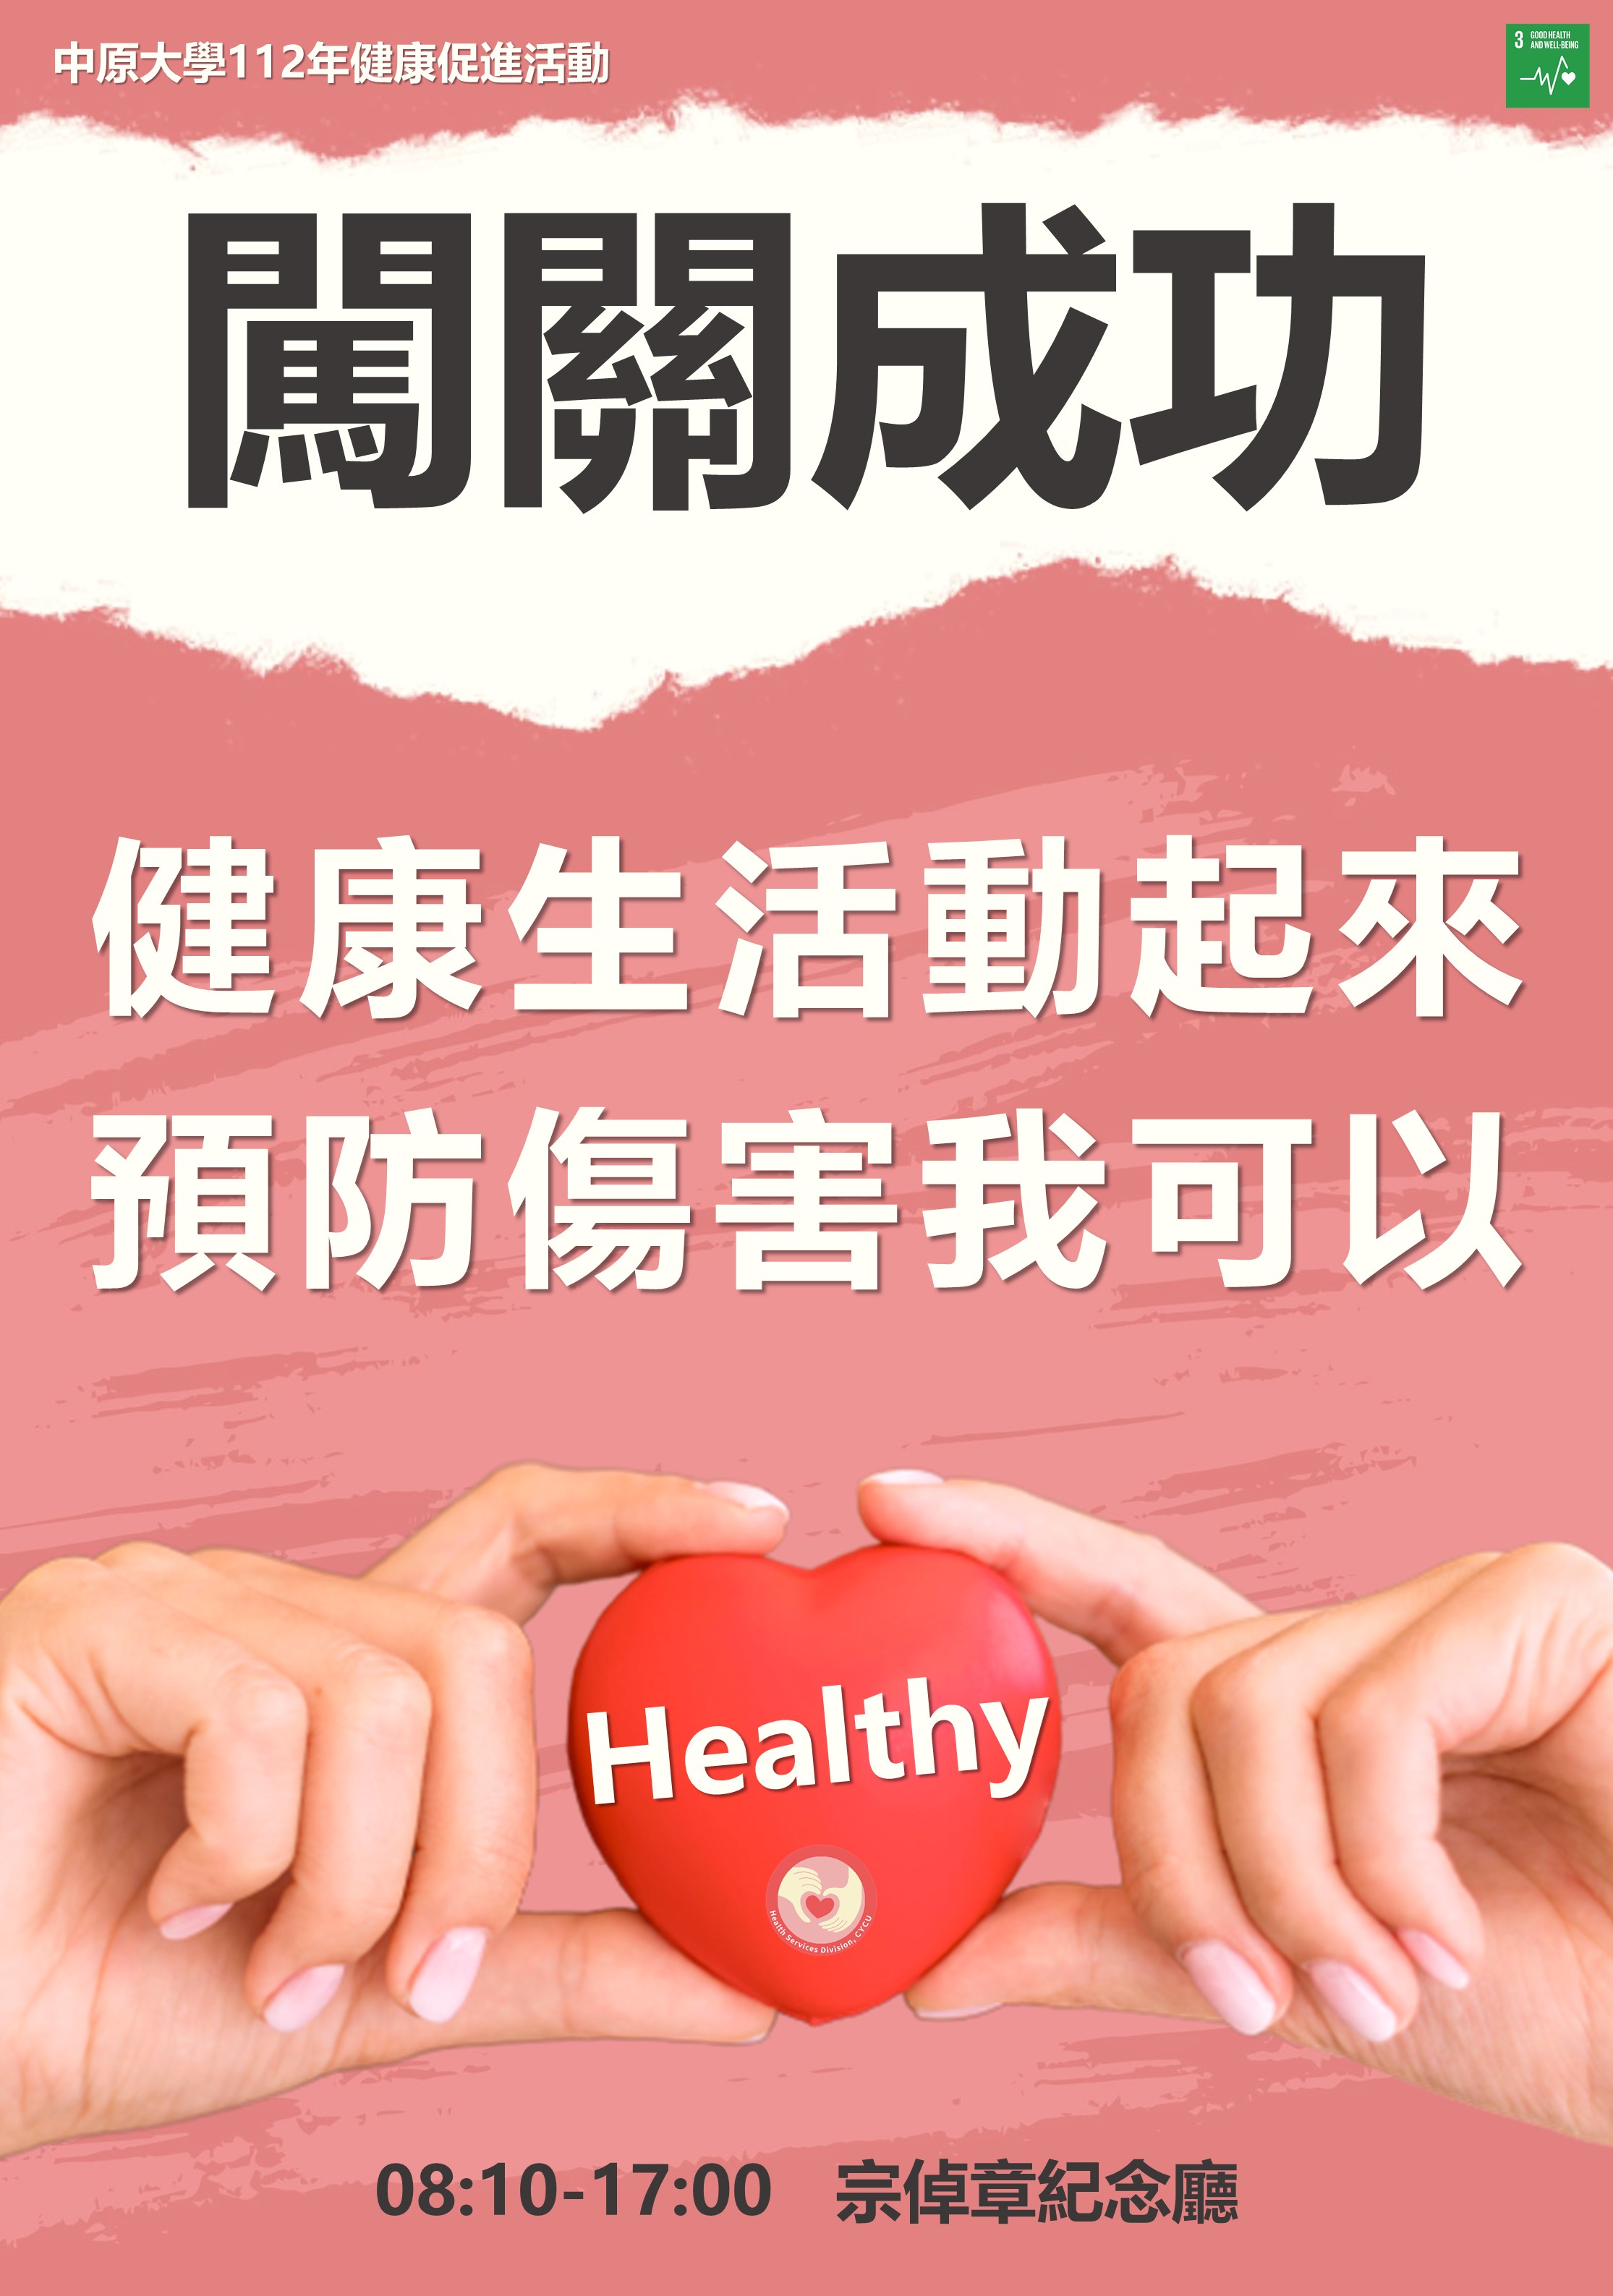 中原大學112年健康促進活動
3 GOOD HEALTH
AND WELL-BEING
闖關成功
健康生活動起來
預防傷害我可以
Healthy
Health Services Division, CYCU
08:10-17:00 宗倬章紀念廳